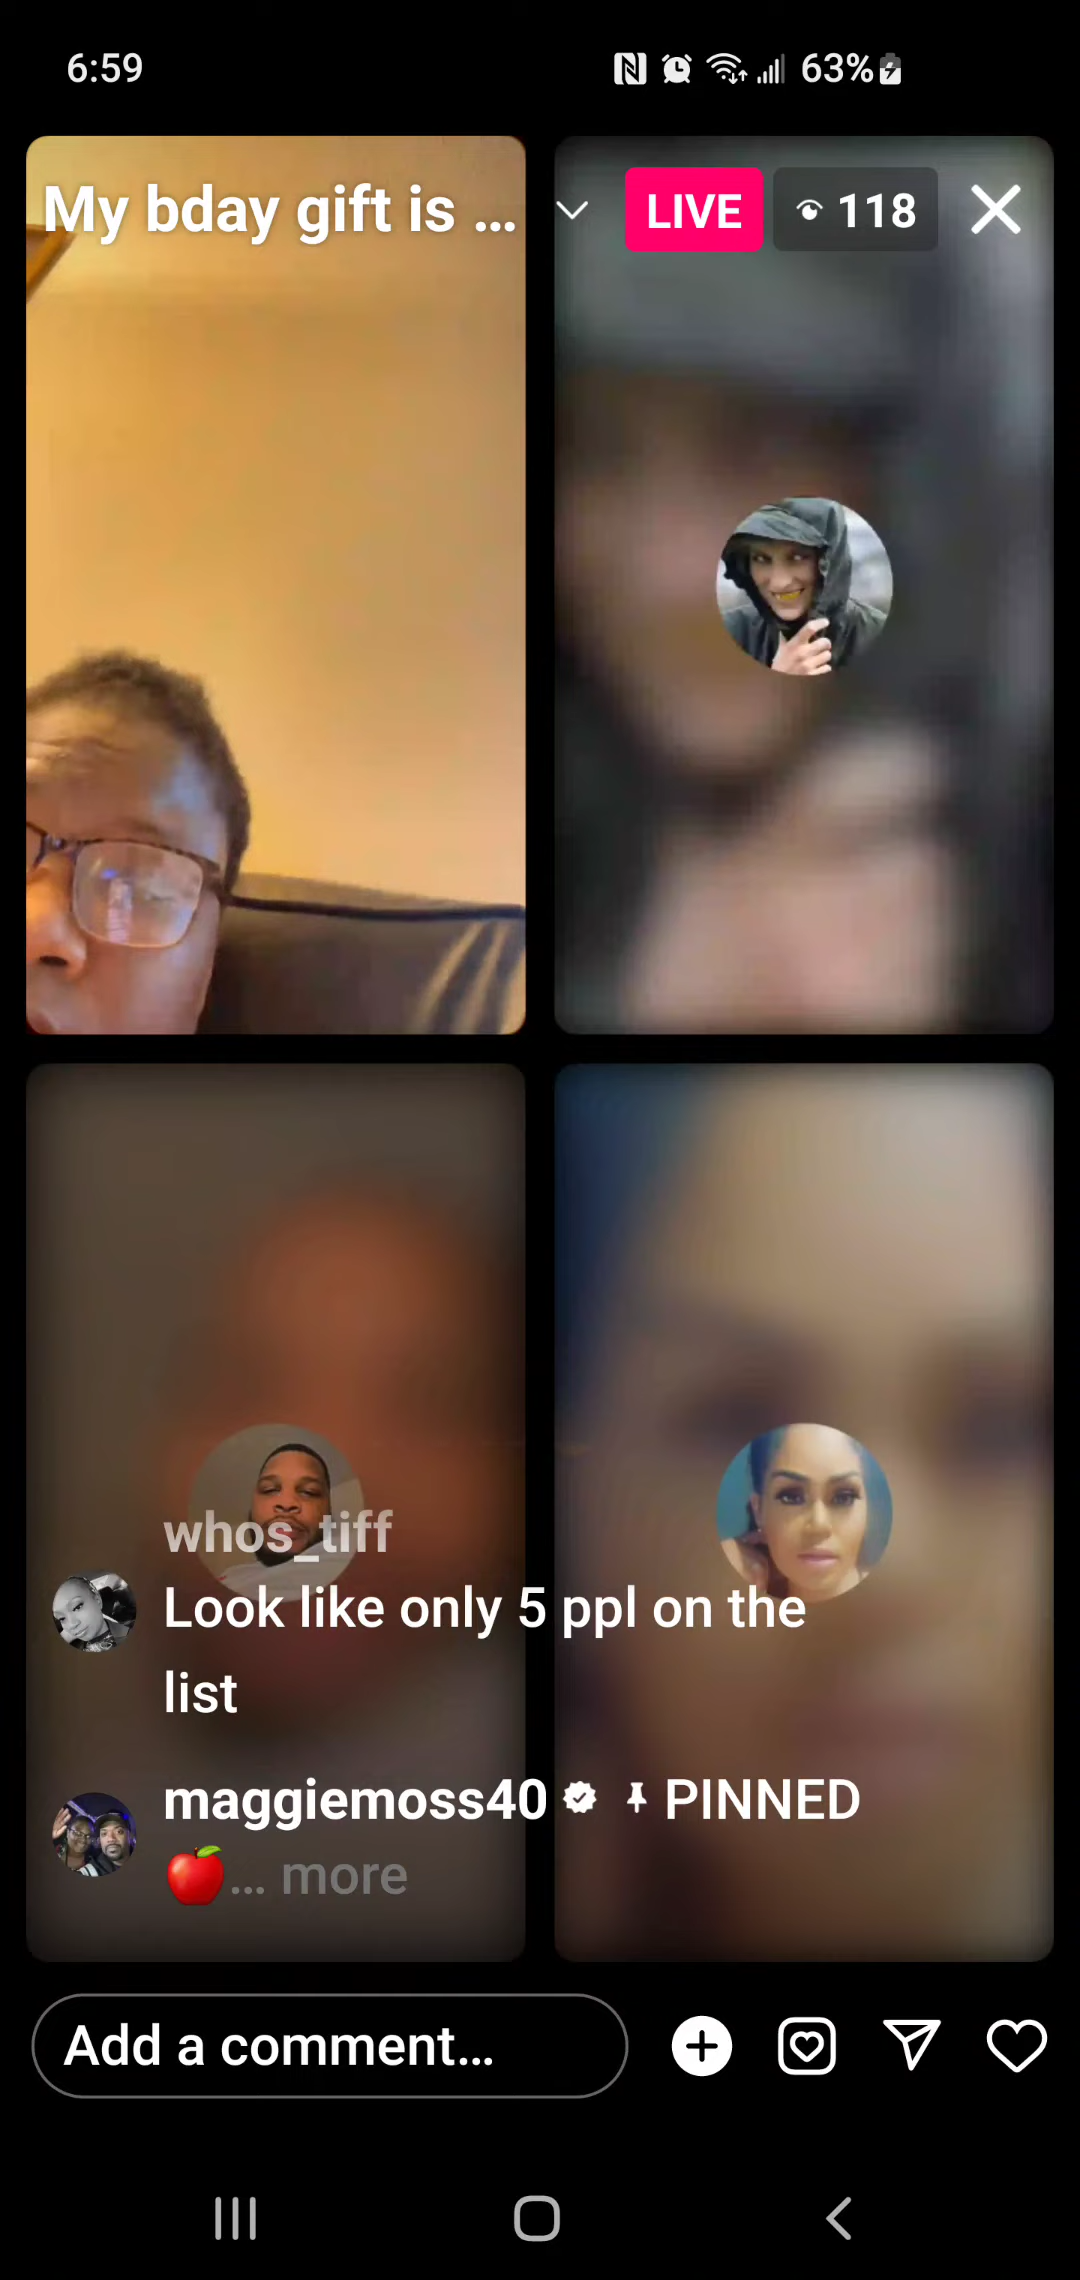 6:59 63%
My bday gift is ... LIVE 118
whos_tiff
Look like only 5 ppl on the
list
maggiemoss40 PINNED
🍎... more
Add a comment...